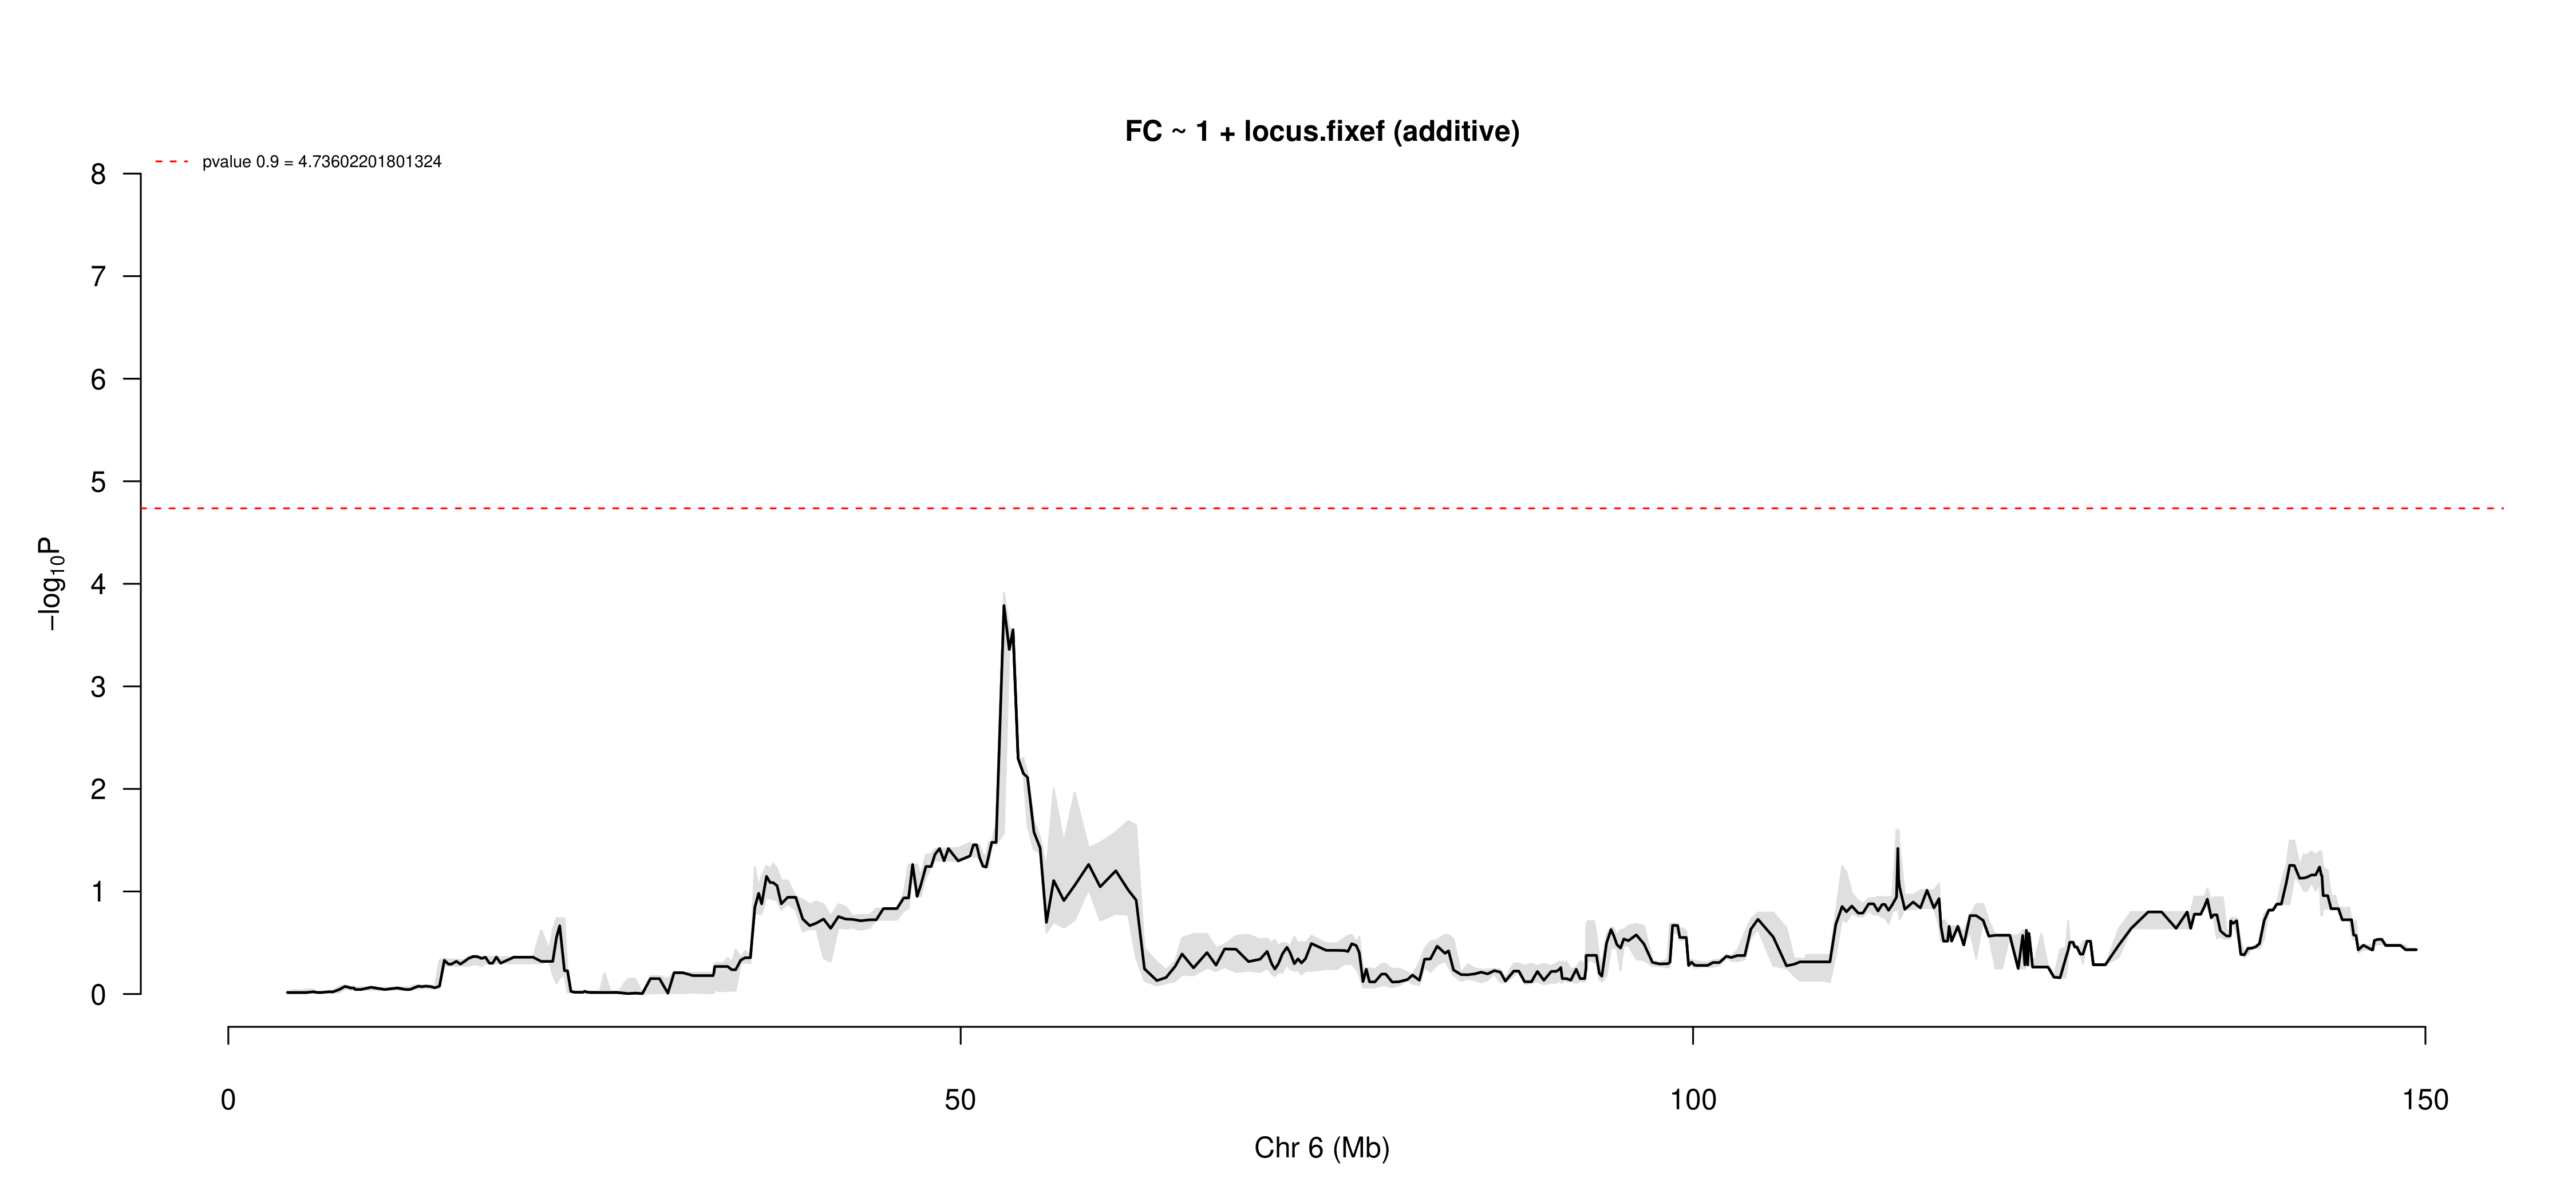 FC ~ 1 + locus.fixef (additive)
pvalue 0.9 = 4.73602201801324
8
7
6
5
4
3
2
1
0
−log10P
0 50 100 150
Chr 6 (Mb)